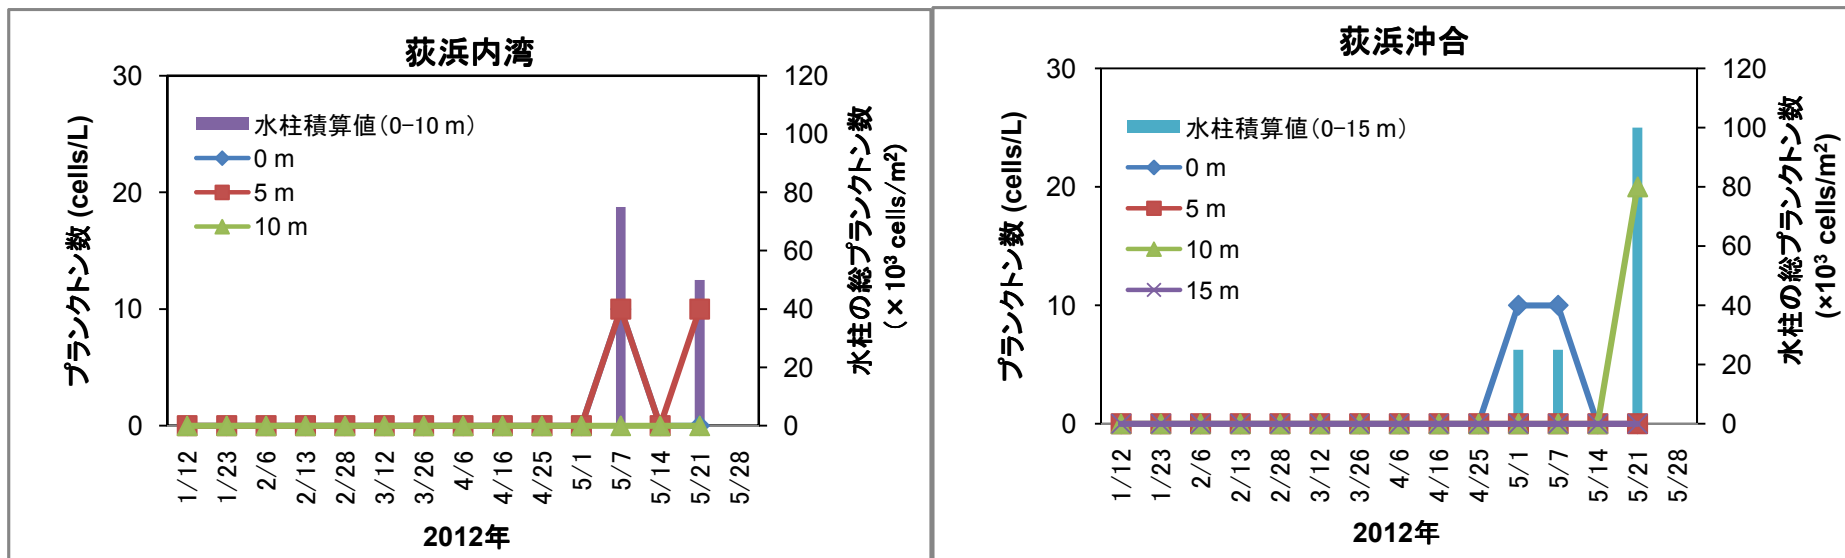 荻浜内湾
30
20
10
0
プランクトン数 (cells/L)
水柱積算値(0-10 m)
0 m
5 m
10 m
120
100
80
60
40
20
0
水柱の総プランクトン数
(×10³ cells/m²)
1/12
1/23
2/6
2/13
2/28
3/12
3/26
4/6
4/16
4/25
5/1
5/7
5/14
5/21
5/28
2012年
荻浜沖合
30
20
10
0
プランクトン数 (cells/L)
水柱積算値(0-15 m)
0 m
5 m
10 m
15 m
120
100
80
60
40
20
0
水柱の総プランクトン数
(×10³ cells/m²)
1/12
1/23
2/6
2/13
2/28
3/12
3/26
4/6
4/16
4/25
5/1
5/7
5/14
5/21
5/28
2012年